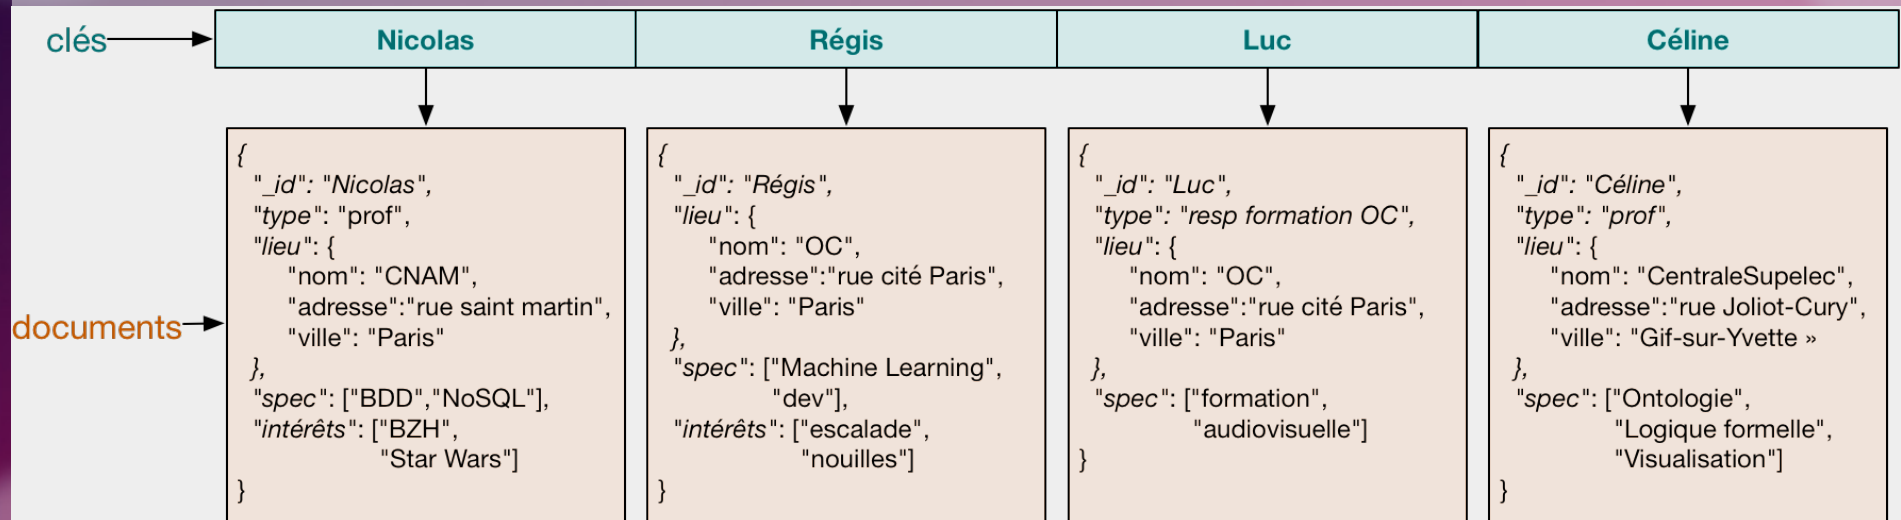 clés
Nicolas
Régis
Luc
Céline
documents
{
"_id": "Nicolas",
"type": "prof",
"lieu": {
"nom": "CNAM",
"adresse":"rue saint martin",
"ville": "Paris"
},
"spec": ["BDD","NoSQL"],
"intérêts": ["BZH",
"Star Wars"]
}
{
"_id": "Régis",
"lieu": {
"nom": "OC",
"adresse":"rue cité Paris",
"ville": "Paris"
},
"spec": ["Machine Learning",
"dev"],
"intérêts": ["escalade",
"nouilles"]
}
{
"_id": "Luc",
"type": "resp formation OC",
"lieu": {
"nom": "OC",
"adresse":"rue cité Paris",
"ville": "Paris"
},
"spec": ["formation",
"audiovisuelle"]
}
{
"_id": "Céline",
"type": "prof",
"lieu": {
"nom": "CentraleSupelec",
"adresse":"rue Joliot-Cury",
"ville": "Gif-sur-Yvette »
},
"spec": ["Ontologie",
"Logique formelle",
"Visualisation"]
}